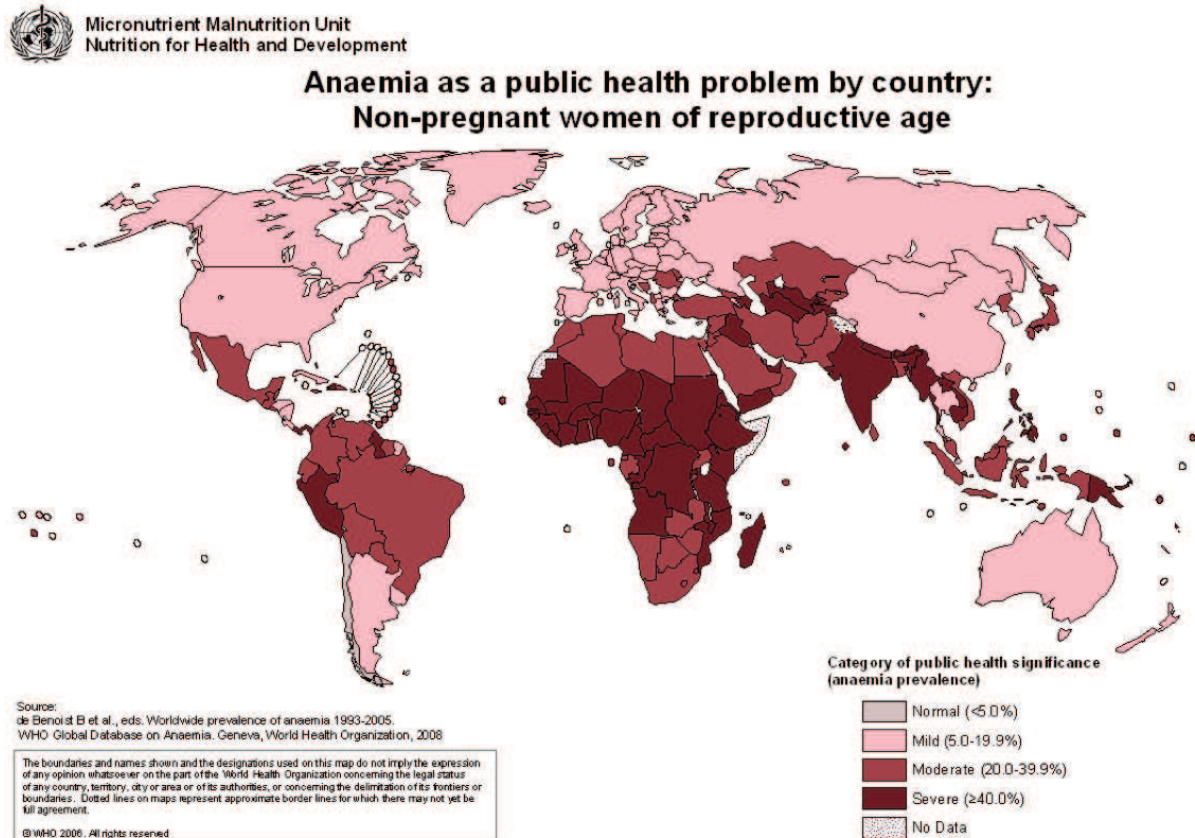 Micronutrient Malnutrition Unit
Nutrition for Health and Development
Anaemia as a public health problem by country:
Non-pregnant women of reproductive age
Source:
de Benoist B et al., eds. Worldwide prevalence of anaemia 1993-2005.
WHO Global Database on Anaemia. Geneva, World Health Organization, 2008
The boundaries and names shown and the designations used on this map do not imply the expression
of any opinion whatsoever on the part of the World Health Organization concerning the legal status
of any country, territory, city or area or of its authorities, or concerning the delimitation of its frontiers or
boundaries. Dotted lines on maps represent approximate border lines for which there may not yet be
full agreement.
© WHO 2006. All rights reserved
Category of public health significance
(anaemia prevalence)
Normal (<5.0%)
Mild (5.0-19.9%)
Moderate (20.0-39.9%)
Severe (≥40.0%)
No Data